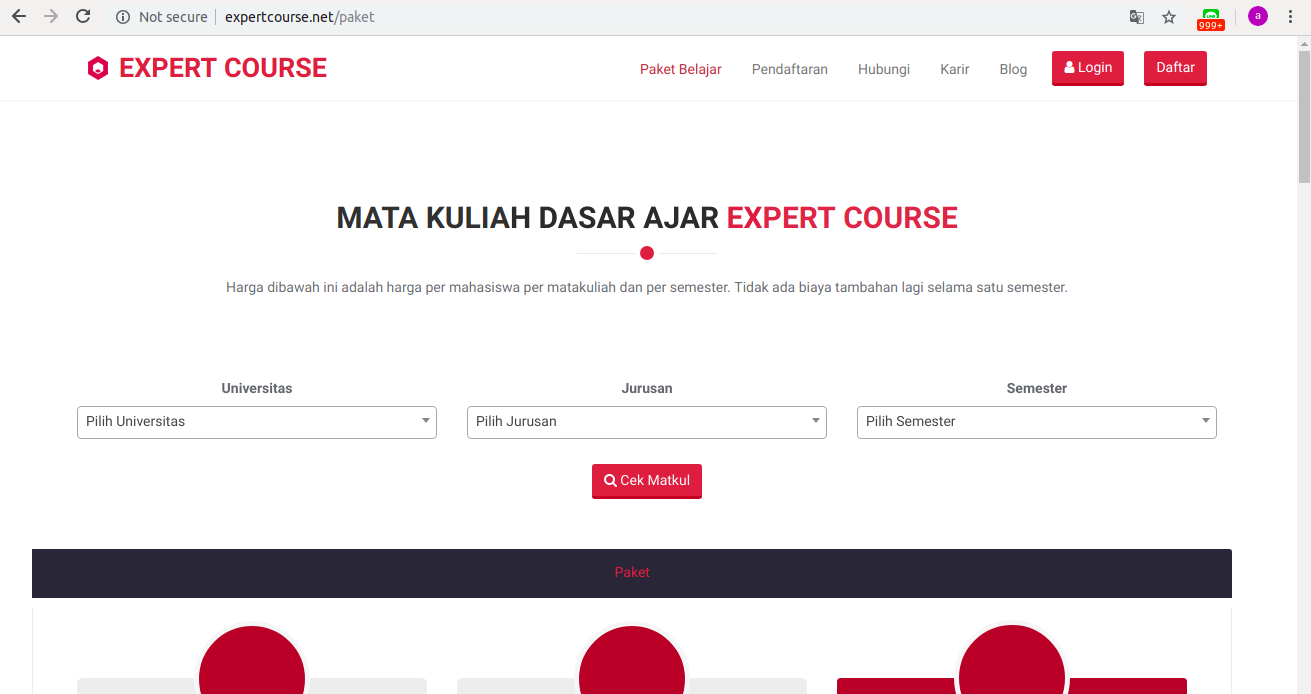 Not secure | expertcourse.net/paket
999+
a
EXPERT COURSE
Paket Belajar
Pendaftaran
Hubungi
Karir
Blog
Login
Daftar
MATA KULIAH DASAR AJAR EXPERT COURSE
Harga dibawah ini adalah harga per mahasiswa per matakuliah dan per semester. Tidak ada biaya tambahan lagi selama satu semester.
Universitas
Jurusan
Semester
Pilih Universitas
Pilih Jurusan
Pilih Semester
Cek Matkul
Paket